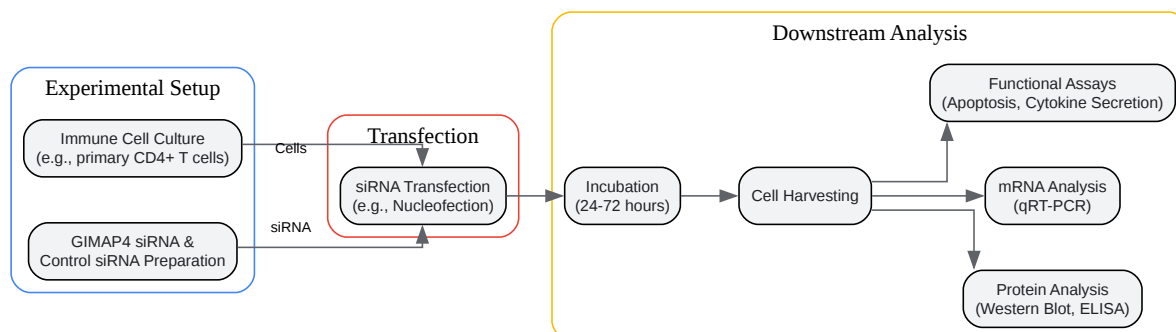 Experimental Setup
Immune Cell Culture
(e.g., primary CD4+ T cells)
GIMAP4 siRNA &
Control siRNA Preparation
Cells
siRNA
Transfection
siRNA Transfection
(e.g., Nucleofection)
Downstream Analysis
Incubation
(24-72 hours)
Cell Harvesting
Functional Assays
(Apoptosis, Cytokine Secretion)
mRNA Analysis
(qRT-PCR)
Protein Analysis
(Western Blot, ELISA)